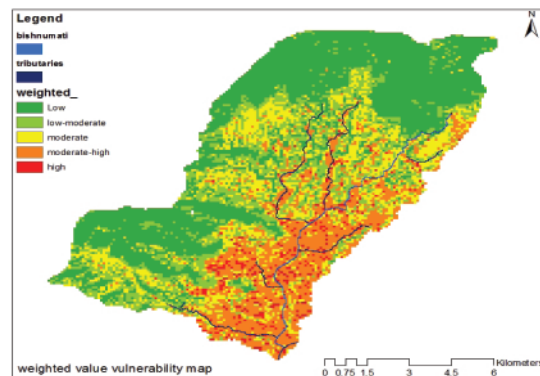 Legend
bishnumati
tributaries
weighted_
Low
low-moderate
moderate
moderate-high
high
N
weighted value vulnerability map
Kilometers
0 0.75 1.5 3 4.5 6